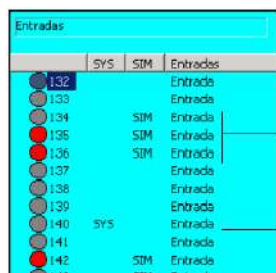 Entradas
SYS SIM Entradas
132 Entrada
133 Entrada
134 SIM Entrada
135 SIM Entrada
136 SIM Entrada
137 Entrada
138 Entrada
139 Entrada
140 SYS Entrada
141 Entrada
142 SIM Entrada